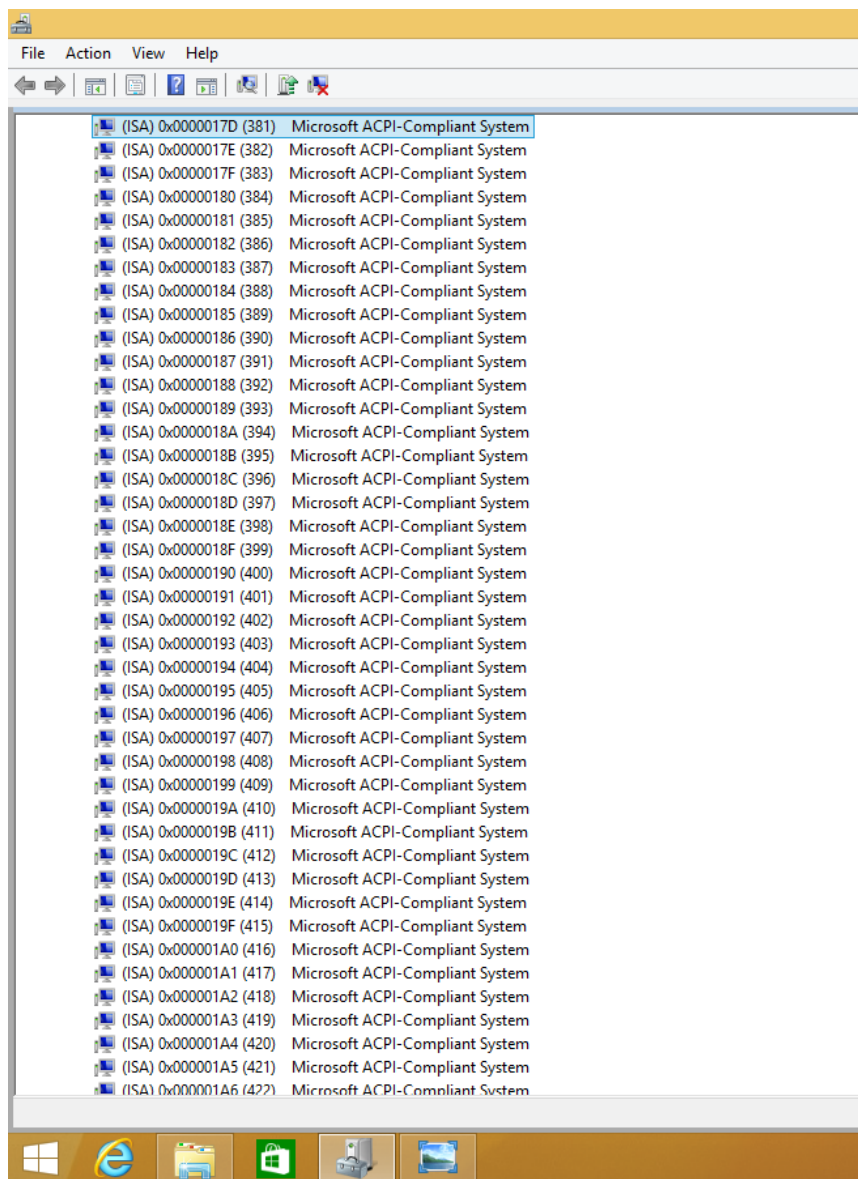 File Action View Help
(ISA) 0x0000017D (381) Microsoft ACPI-Compliant System
(ISA) 0x0000017E (382) Microsoft ACPI-Compliant System
(ISA) 0x0000017F (383) Microsoft ACPI-Compliant System
(ISA) 0x00000180 (384) Microsoft ACPI-Compliant System
(ISA) 0x00000181 (385) Microsoft ACPI-Compliant System
(ISA) 0x00000182 (386) Microsoft ACPI-Compliant System
(ISA) 0x00000183 (387) Microsoft ACPI-Compliant System
(ISA) 0x00000184 (388) Microsoft ACPI-Compliant System
(ISA) 0x00000185 (389) Microsoft ACPI-Compliant System
(ISA) 0x00000186 (390) Microsoft ACPI-Compliant System
(ISA) 0x00000187 (391) Microsoft ACPI-Compliant System
(ISA) 0x00000188 (392) Microsoft ACPI-Compliant System
(ISA) 0x00000189 (393) Microsoft ACPI-Compliant System
(ISA) 0x0000018A (394) Microsoft ACPI-Compliant System
(ISA) 0x0000018B (395) Microsoft ACPI-Compliant System
(ISA) 0x0000018C (396) Microsoft ACPI-Compliant System
(ISA) 0x0000018D (397) Microsoft ACPI-Compliant System
(ISA) 0x0000018E (398) Microsoft ACPI-Compliant System
(ISA) 0x0000018F (399) Microsoft ACPI-Compliant System
(ISA) 0x00000190 (400) Microsoft ACPI-Compliant System
(ISA) 0x00000191 (401) Microsoft ACPI-Compliant System
(ISA) 0x00000192 (402) Microsoft ACPI-Compliant System
(ISA) 0x00000193 (403) Microsoft ACPI-Compliant System
(ISA) 0x00000194 (404) Microsoft ACPI-Compliant System
(ISA) 0x00000195 (405) Microsoft ACPI-Compliant System
(ISA) 0x00000196 (406) Microsoft ACPI-Compliant System
(ISA) 0x00000197 (407) Microsoft ACPI-Compliant System
(ISA) 0x00000198 (408) Microsoft ACPI-Compliant System
(ISA) 0x00000199 (409) Microsoft ACPI-Compliant System
(ISA) 0x0000019A (410) Microsoft ACPI-Compliant System
(ISA) 0x0000019B (411) Microsoft ACPI-Compliant System
(ISA) 0x0000019C (412) Microsoft ACPI-Compliant System
(ISA) 0x0000019D (413) Microsoft ACPI-Compliant System
(ISA) 0x0000019E (414) Microsoft ACPI-Compliant System
(ISA) 0x0000019F (415) Microsoft ACPI-Compliant System
(ISA) 0x000001A0 (416) Microsoft ACPI-Compliant System
(ISA) 0x000001A1 (417) Microsoft ACPI-Compliant System
(ISA) 0x000001A2 (418) Microsoft ACPI-Compliant System
(ISA) 0x000001A3 (419) Microsoft ACPI-Compliant System
(ISA) 0x000001A4 (420) Microsoft ACPI-Compliant System
(ISA) 0x000001A5 (421) Microsoft ACPI-Compliant System
(ISA) 0x000001A6 (422) Microsoft ACPI-Compliant System